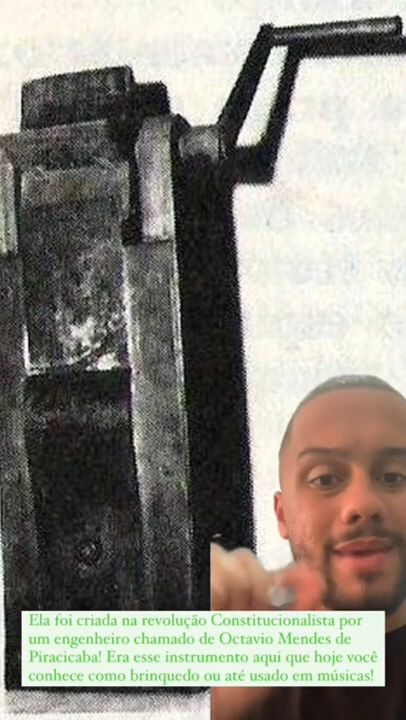 Ela foi criada na revolução Constitucionalista por
um engenheiro chamado de Octavio Mendes de
Piracicaba! Era esse instrumento aqui que hoje você
conhece como brinquedo ou até usado em músicas!